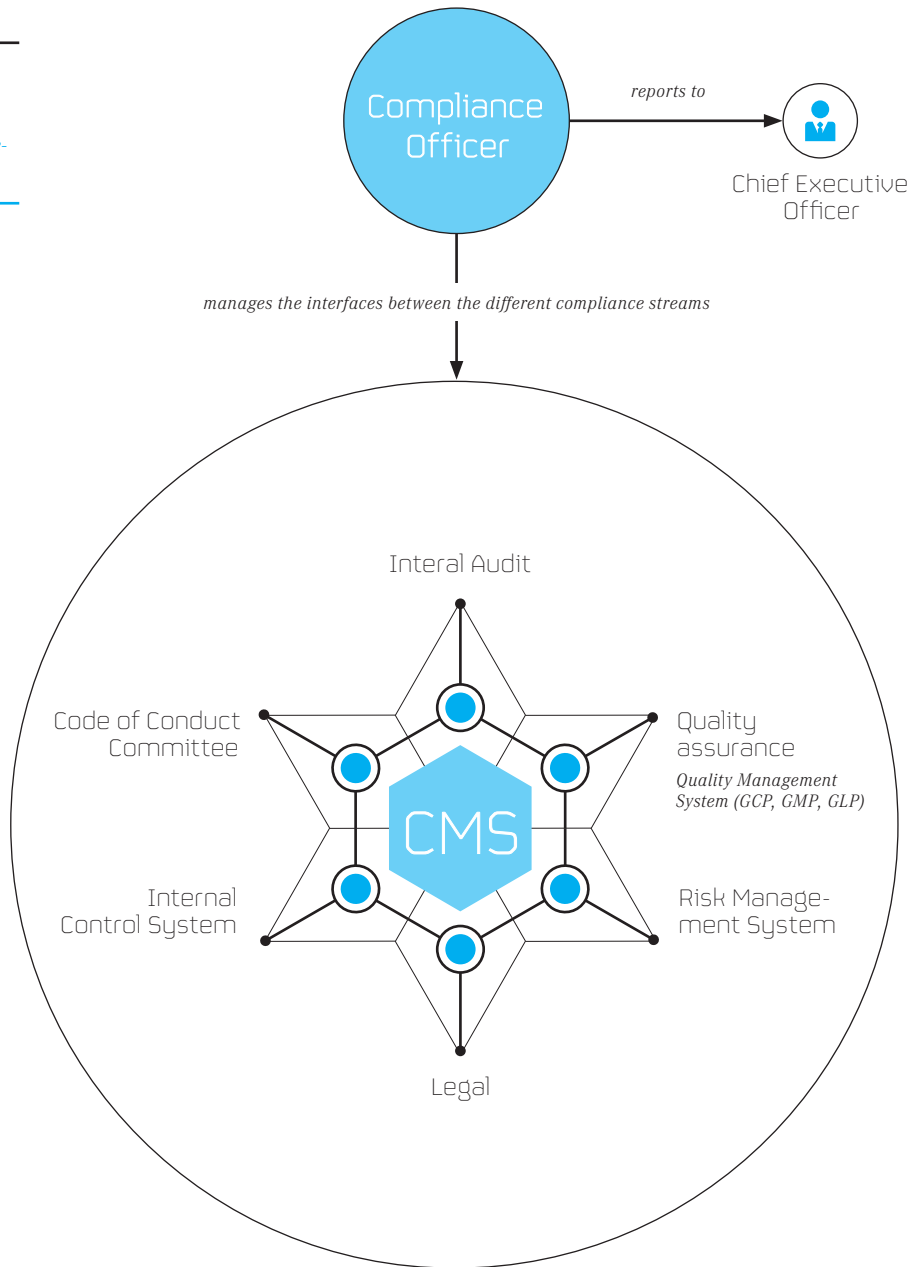 Compliance
Officer
reports to
Chief Executive
Officer
manages the interfaces between the different compliance streams
Interal Audit
Code of Conduct
Committee
Quality
assurance
Quality Management
System (GCP, GMP, GLP)
CMS
Internal
Control System
Risk Manage-
ment System
Legal